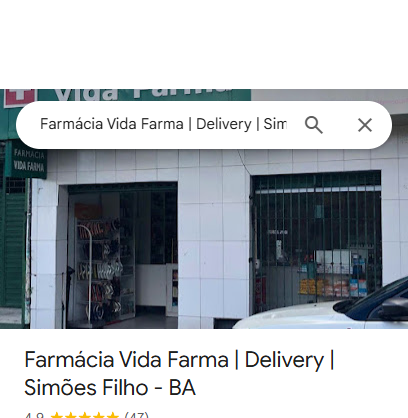 Vida Farma
Farmácia Vida Farma | Delivery | Sim
FARMÁCIA
VIDA FARMA
Farmácia Vida Farma | Delivery |
Simões Filho - BA
4,9 ★★★★★ (47)